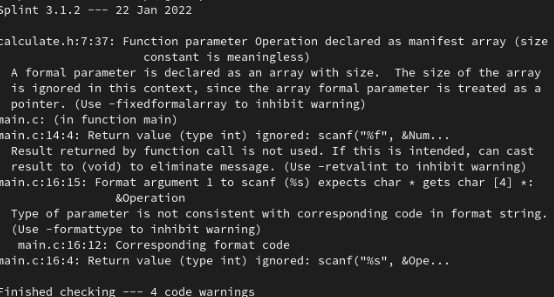 Splint 3.1.2 --- 22 Jan 2022
calculate.h:7:37: Function parameter Operation declared as manifest array (size
constant is meaningless)
A formal parameter is declared as an array with size.  The size of the array
is ignored in this context, since the array formal parameter is treated as a
pointer. (Use -fixedformalarray to inhibit warning)
main.c: (in function main)
main.c:14:4: Return value (type int) ignored: scanf("%f", &Num...
Result returned by function call is not used. If this is intended, can cast
result to (void) to eliminate message. (Use -retvalint to inhibit warning)
main.c:16:15: Format argument 1 to scanf (%s) expects char * gets char [4] *:
&Operation
Type of parameter is not consistent with corresponding code in format string.
(Use -formattype to inhibit warning)
main.c:16:12: Corresponding format code
main.c:16:4: Return value (type int) ignored: scanf("%s", &Ope...
Finished checking --- 4 code warnings